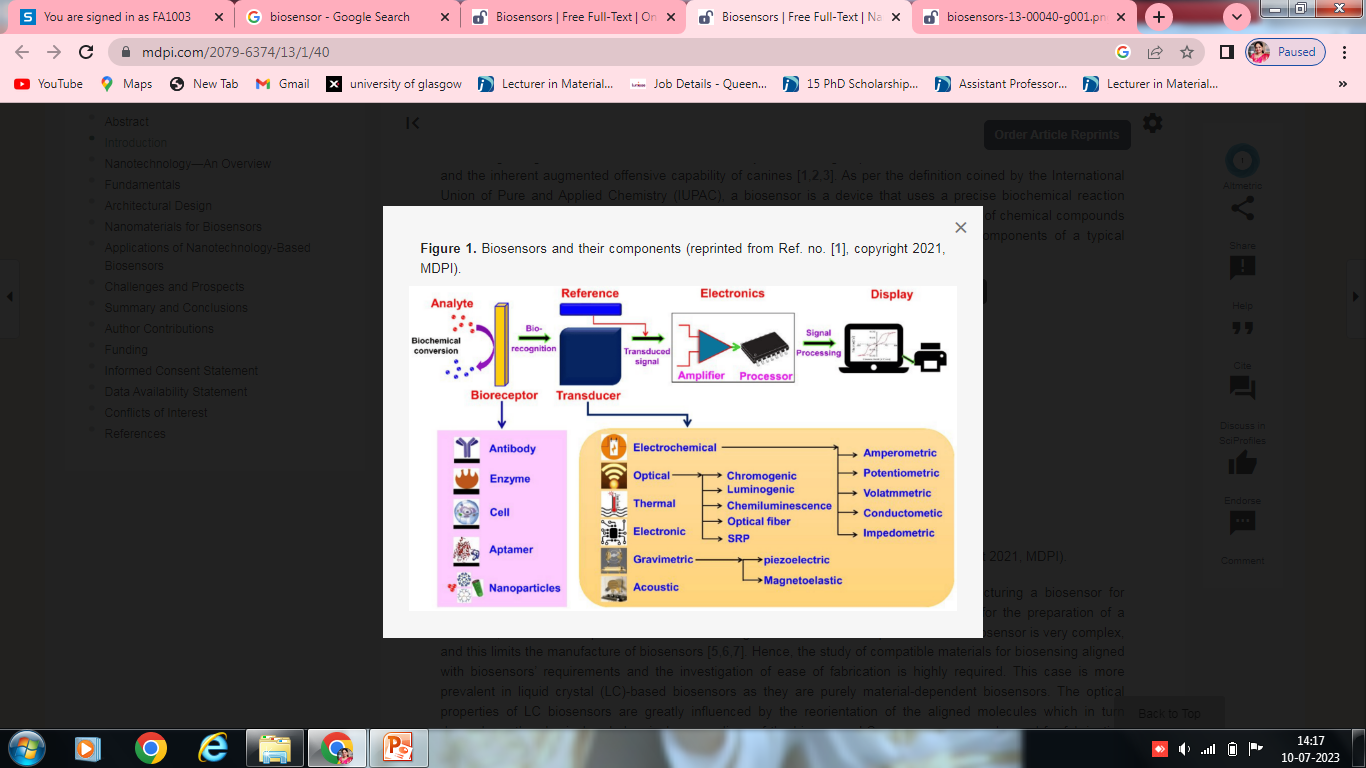 You are signed in as FA1003
biosensor - Google Search
Biosensors | Free Full-Text | On
Biosensors | Free Full-Text | Na
biosensors-13-00040-g001.pn
mdpi.com/2079-6374/13/1/40
Paused
YouTube
Maps
New Tab
Gmail
university of glasgow
Lecturer in Material...
Job Details - Queen...
15 PhD Scholarship...
Assistant Professor...
Lecturer in Material...
»
Abstract
Introduction
Nanotechnology—An Overview
Fundamentals
Architectural Design
Nanomaterials for Biosensors
Applications of Nanotechnology-Based
Biosensors
Challenges and Prospects
Summary and Conclusions
Author Contributions
Funding
Informed Consent Statement
Data Availability Statement
Conflicts of Interest
References
Order Article Reprints
and the inherent augmented offensive capability of canines [1,2,3]. As per the definition coined by the International
Union of Pure and Applied Chemistry (IUPAC), a biosensor is a device that uses a precise biochemical reaction
of chemical compounds
components of a typical
Figure 1. Biosensors and their components (reprinted from Ref. no. [1], copyright 2021,
MDPI).
Analyte
Reference
Electronics
Display
Biochemical
conversion
Bio-
recognition
Transduced
signal
Signal
Processing
Amplifier
Processor
Bioreceptor
Transducer
Antibody
Enzyme
Cell
Aptamer
Nanoparticles
Electrochemical
Optical
Thermal
Electronic
Gravimetric
Acoustic
Chromogenic
Luminogenic
Chemiluminescence
Optical fiber
SRP
piezoelectric
Magnetoelastic
Amperometric
Potentiometric
Volatmmetric
Conductometic
Impedometric
2021, MDPI).
cturing a biosensor for
for the preparation of a
osensor is very complex,
and this limits the manufacture of biosensors [5,6,7]. Hence, the study of compatible materials for biosensing aligned
with biosensors' requirements and the investigation of ease of fabrication is highly required. This case is more
prevalent in liquid crystal (LC)-based biosensors as they are purely material-dependent biosensors. The optical
properties of LC biosensors are greatly influenced by the reorientation of the aligned molecules which in turn
Altmetric
Share
Help
Cite
Discuss in
SciProfiles
Endorse
Comment
Back to Top
14:17
10-07-2023